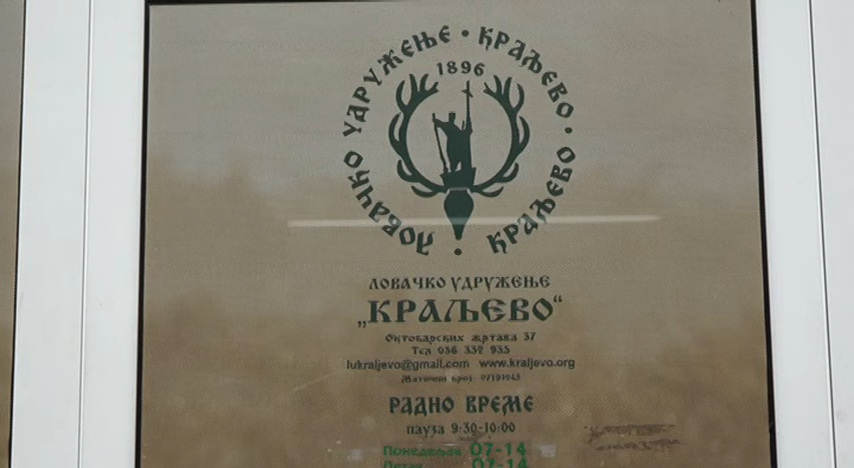 ловачко удружење • краљево • краљево •
1896
ловачко удружење
„КРАЉЕВО“
Октобарских жртава 37
Тел 036 332 935
lukraljevo@gmail.com www.kraljevo.org
Матични број
РАДНО ВРЕМЕ
пауза 9:30-10:00
Понедељак 07-14
Петак 07-14